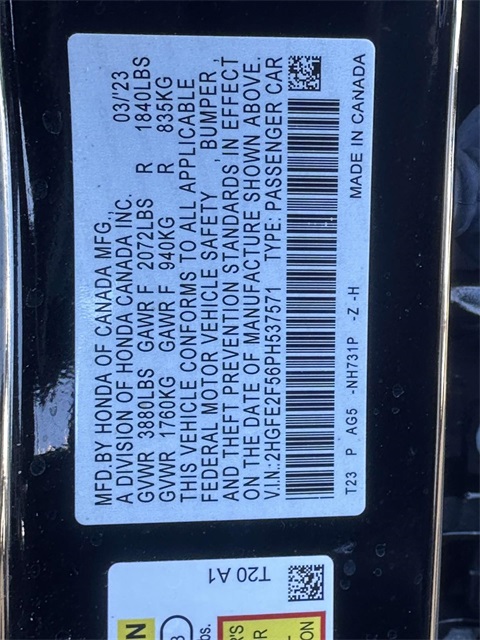 MFD.BY HONDA OF CANADA MFG.,
A DIVISION OF HONDA CANADA INC. 03/23
GVWR 3880LBS GAWR F 2072LBS R 1840LBS
GVWR 1760KG GAWR F 940KG R 835KG
THIS VEHICLE CONFORMS TO ALL APPLICABLE
FEDERAL MOTOR VEHICLE SAFETY, BUMPER,
AND THEFT PREVENTION STANDARDS, IN EFFECT
ON THE DATE OF MANUFACTURE SHOWN ABOVE.
V.I.N.:2HGFE2F56PH537571 TYPE: PASSENGER CAR
T23 P AG5 -NH731P -Z -H MADE IN CANADA
T20 A1